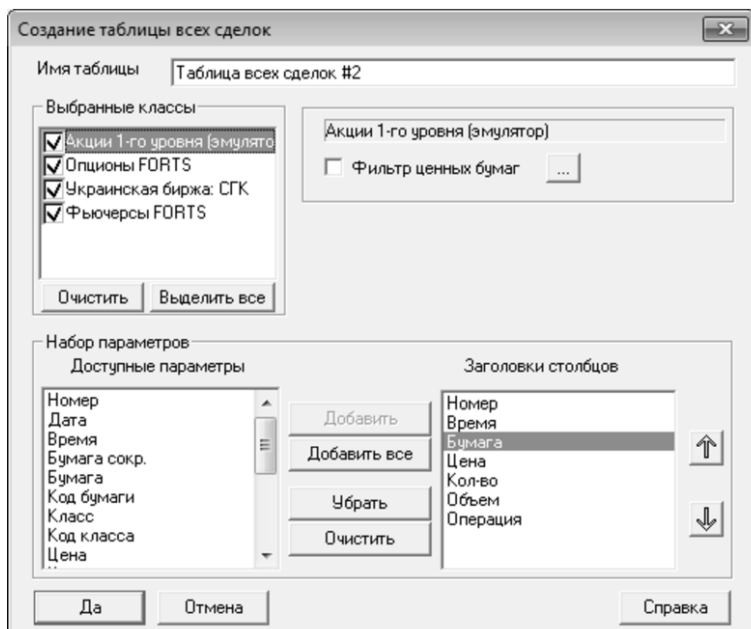 Создание таблицы всех сделок
Имя таблицы
Таблица всех сделок #2
Выбранные классы
Акции 1-го уровня (эмулято
Опционы FORTS
Украинская биржа: СГК
Фьючерсы FORTS
Очистить
Выделить все
Акции 1-го уровня (эмулятор)
Фильтр ценных бумаг
...
Набор параметров
Доступные параметры
Номер
Дата
Время
Бумага сокр.
Бумага
Код бумаги
Класс
Код класса
Цена
Добавить
Добавить все
Убрать
Очистить
Заголовки столбцов
Номер
Время
Бумага
Цена
Кол-во
Объем
Операция
Да
Отмена
Справка